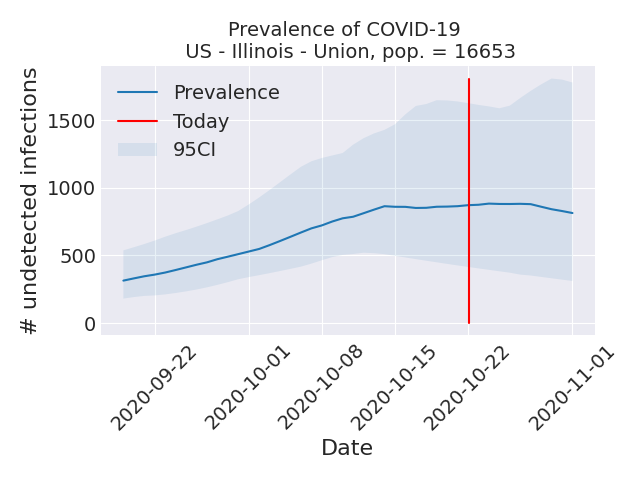 Prevalence of COVID-19
US - Illinois - Union, pop. = 16653
# undetected infections
1500
1000
500
0
Prevalence
Today
95CI
2020-09-22
2020-10-01
2020-10-08
2020-10-15
2020-10-22
2020-11-01
Date